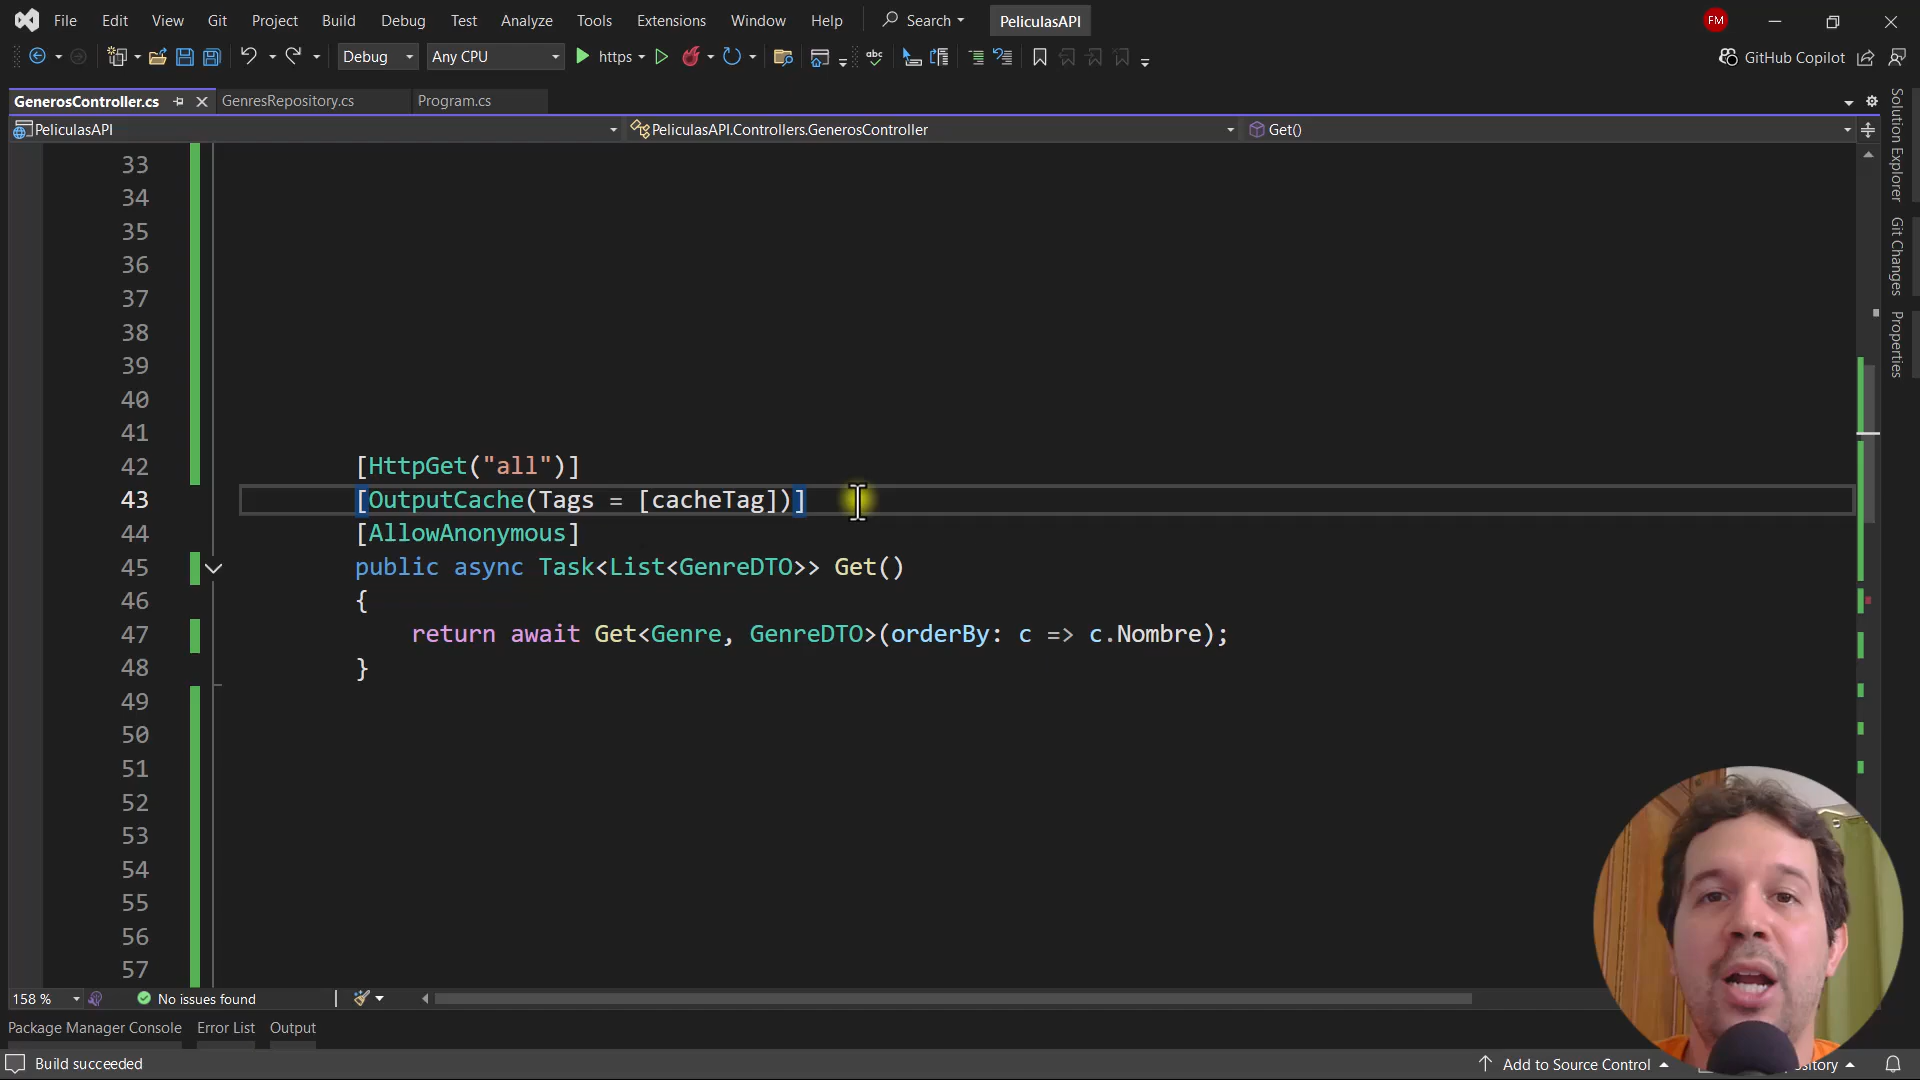 File Edit View Git Project Build Debug Test Analyze Tools Extensions Window Help Search PeliculasAPI FM
Debug Any CPU https abc GitHub Copilot
GenerosController.cs GenresRepository.cs Program.cs
PeliculasAPI PeliculasAPI.Controllers.GenerosController Get()
33
34
35
36
37
38
39
40
41
42 [HttpGet("all")]
43 [OutputCache(Tags = [cacheTag])]
44 [AllowAnonymous]
45 public async Task<List<GenreDTO>> Get()
46 {
47 return await Get<Genre, GenreDTO>(orderBy: c => c.Nombre);
48 }
49
50
51
52
53
54
55
56
57
Solution Explorer
Git Changes
Properties
158 % No issues found
Package Manager Console Error List Output
Build succeeded Add to Source Control